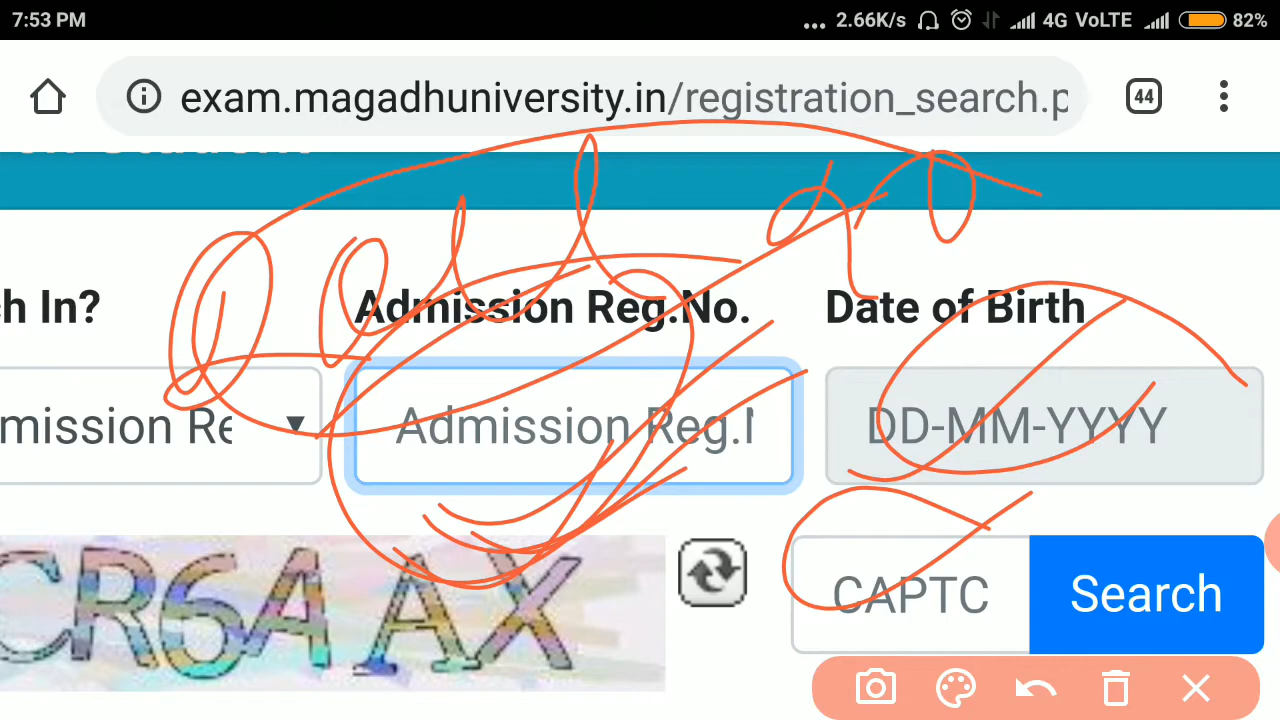 7:53 PM
... 2.66K/s 4G VoLTE 82%
exam.magadhuniversity.in/registration_search.p
44
h In? Admission Reg.No. Date of Birth
mission Re Admission Reg.N DD-MM-YYYY
CR6A AX CAPTC Search